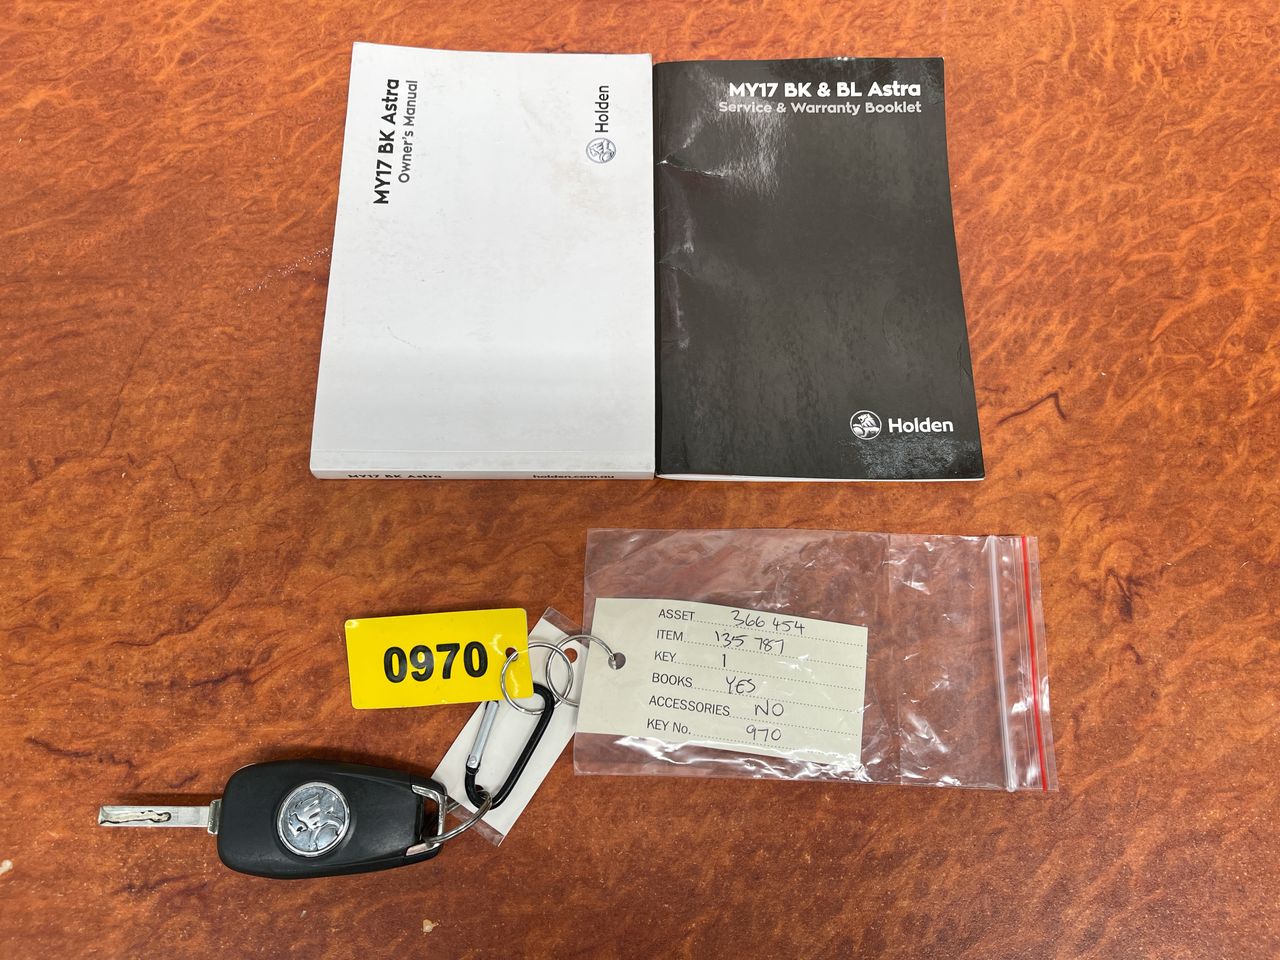 MY17 BK Astra
Owner's Manual
Holden
MY17 BK Astra
holden.com.au
MY17 BK & BL Astra
Service & Warranty Booklet
Holden
0970
ASSET 366 454
ITEM 135 787
KEY 1
BOOKS YES
ACCESSORIES NO
KEY No. 970